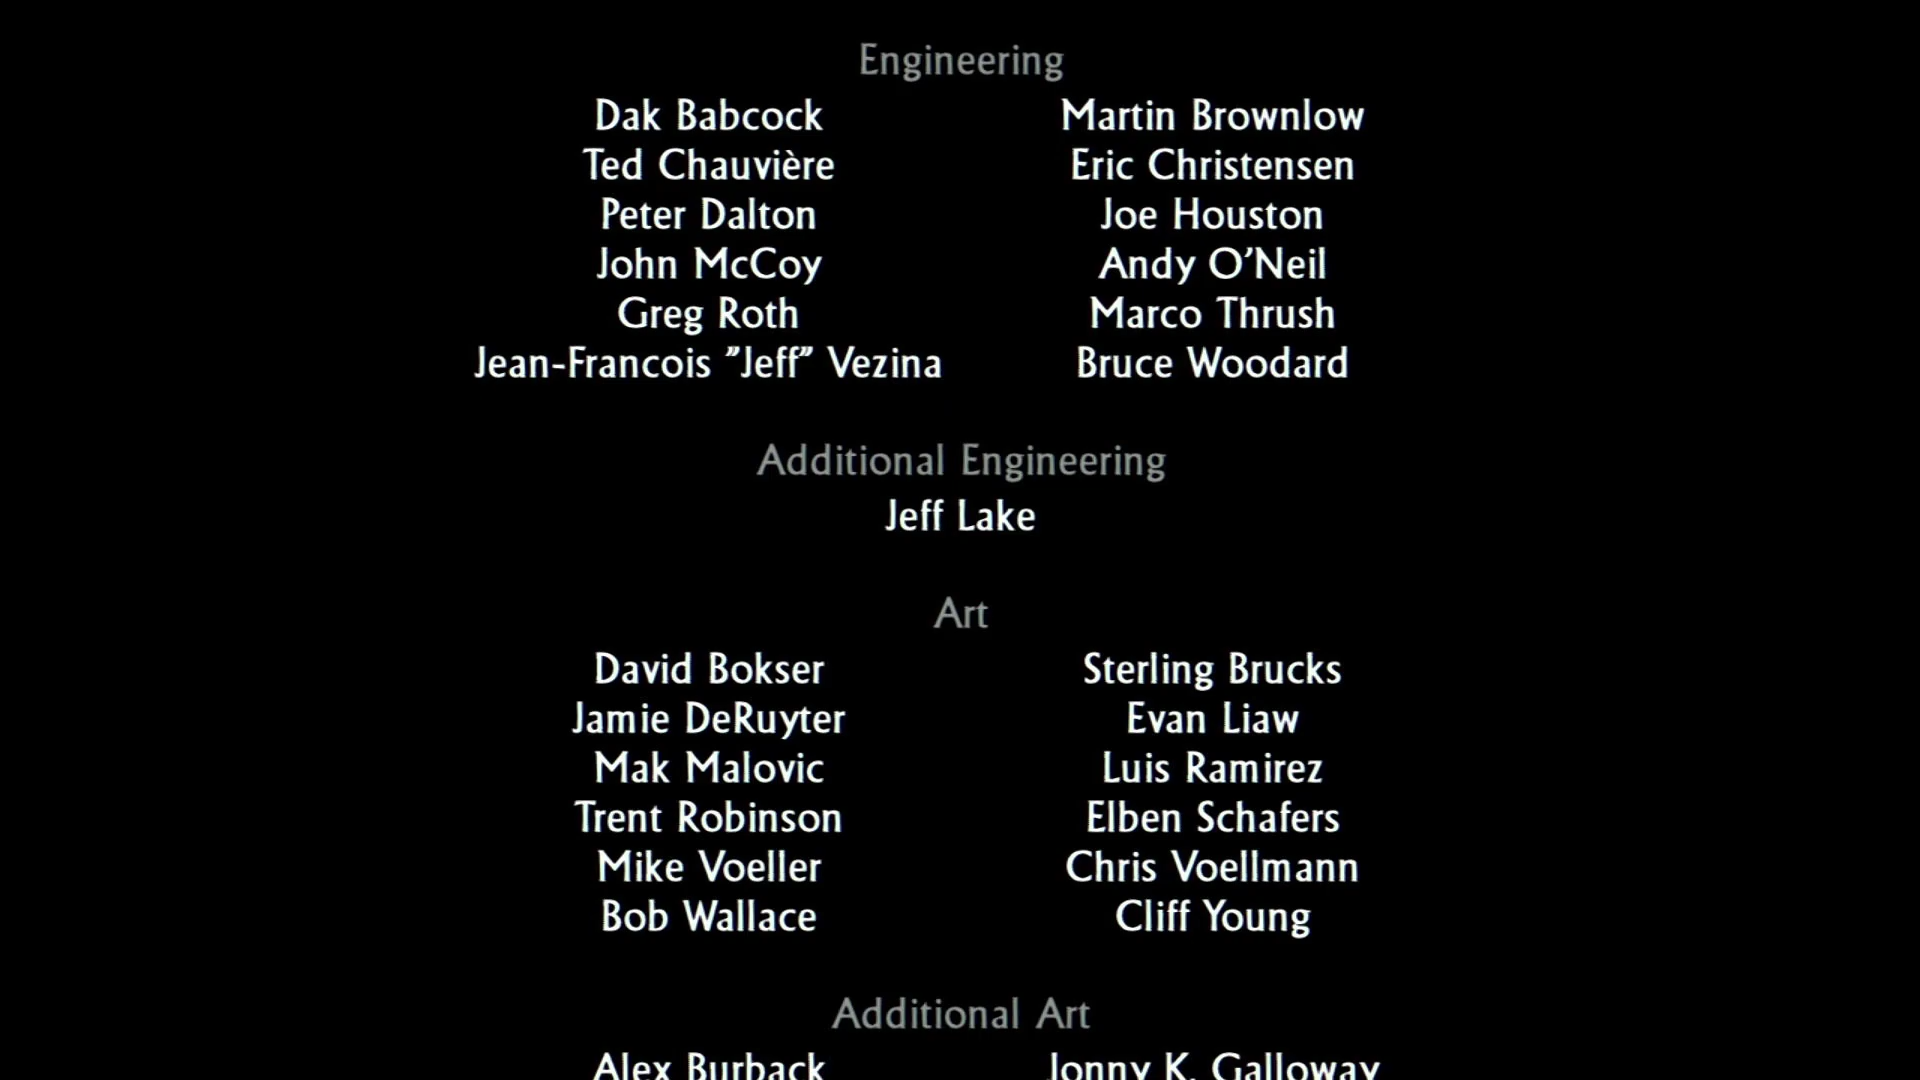 Engineering
Dak Babcock Martin Brownlow
Ted Chauvière Eric Christensen
Peter Dalton Joe Houston
John McCoy Andy O’Neil
Greg Roth Marco Thrush
Jean-Francois ”Jeff” Vezina Bruce Woodard
Additional Engineering
Jeff Lake
Art
David Bokser Sterling Brucks
Jamie DeRuyter Evan Liaw
Mak Malovic Luis Ramirez
Trent Robinson Elben Schafers
Mike Voeller Chris Voellmann
Bob Wallace Cliff Young
Additional Art
Alex Burback Jonny K. Galloway